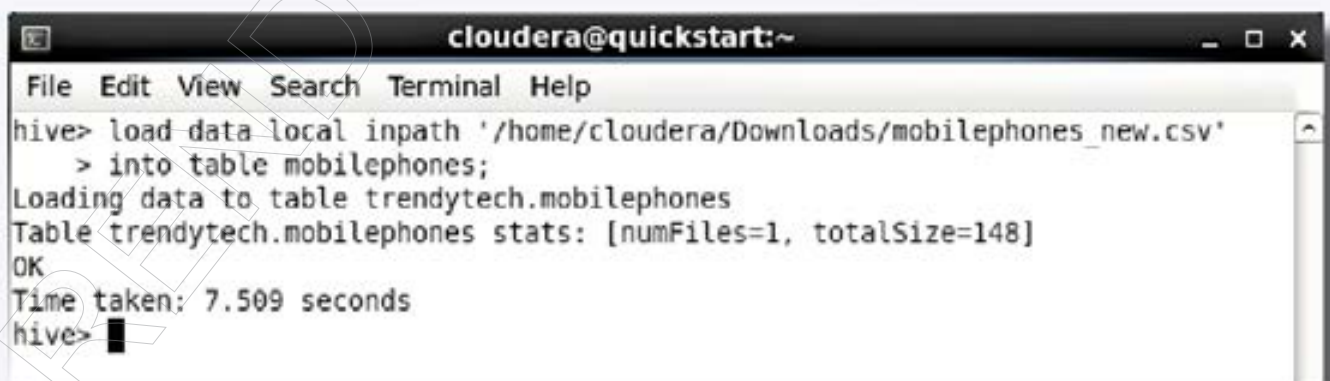 cloudera@quickstart:~
File Edit View Search Terminal Help
hive> load data local inpath '/home/cloudera/Downloads/mobilephones_new.csv'
    > into table mobilephones;
Loading data to table trendytech.mobilephones
Table trendytech.mobilephones stats: [numFiles=1, totalSize=148]
OK
Time taken: 7.509 seconds
hive>